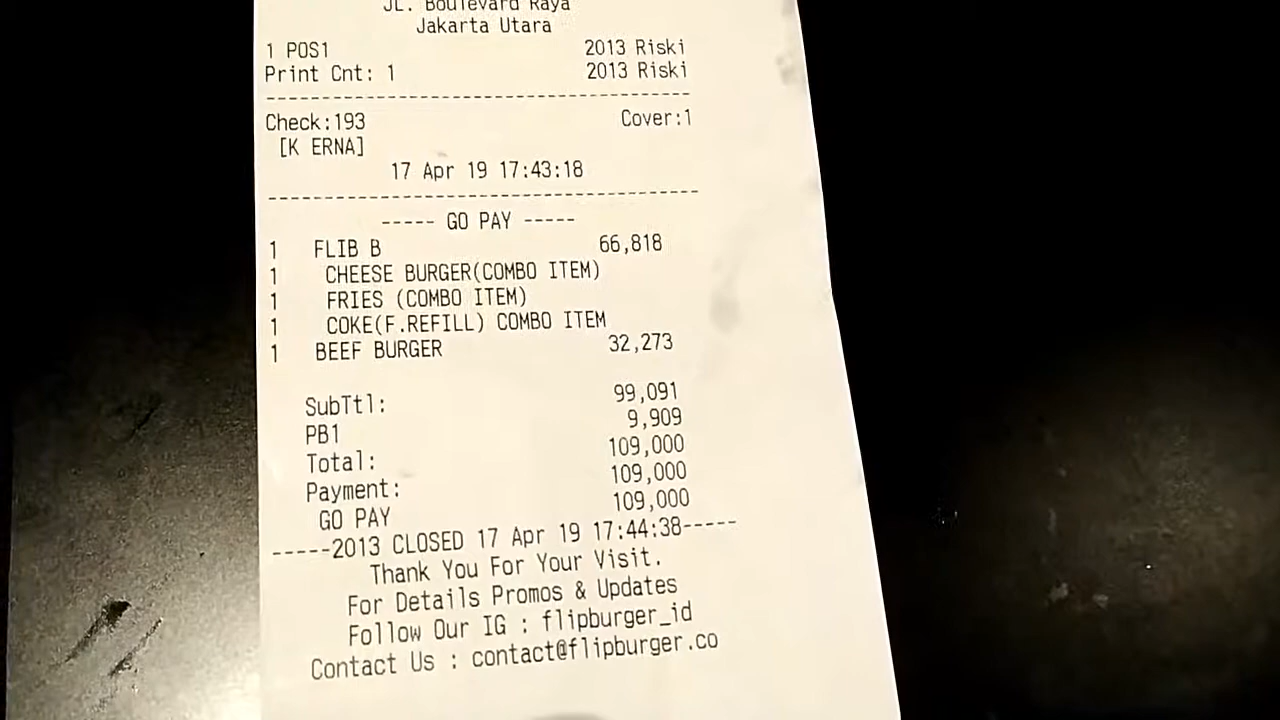 JL. Boulevard Raya
Jakarta Utara
1 POS1 2013 Riski
Print Cnt: 1 2013 Riski
Check:193 Cover:1
[K ERNA]
17 Apr 19 17:43:18
----- GO PAY -----
1 FLIB B 66,818
1 CHEESE BURGER(COMBO ITEM)
1 FRIES (COMBO ITEM)
1 COKE(F.REFILL) COMBO ITEM
1 BEEF BURGER 32,273
SubTtl: 99,091
PB1 9,909
Total: 109,000
Payment: 109,000
GO PAY 109,000
-----2013 CLOSED 17 Apr 19 17:44:38-----
Thank You For Your Visit.
For Details Promos & Updates
Follow Our IG : flipburger_id
Contact Us : contact@flipburger.co